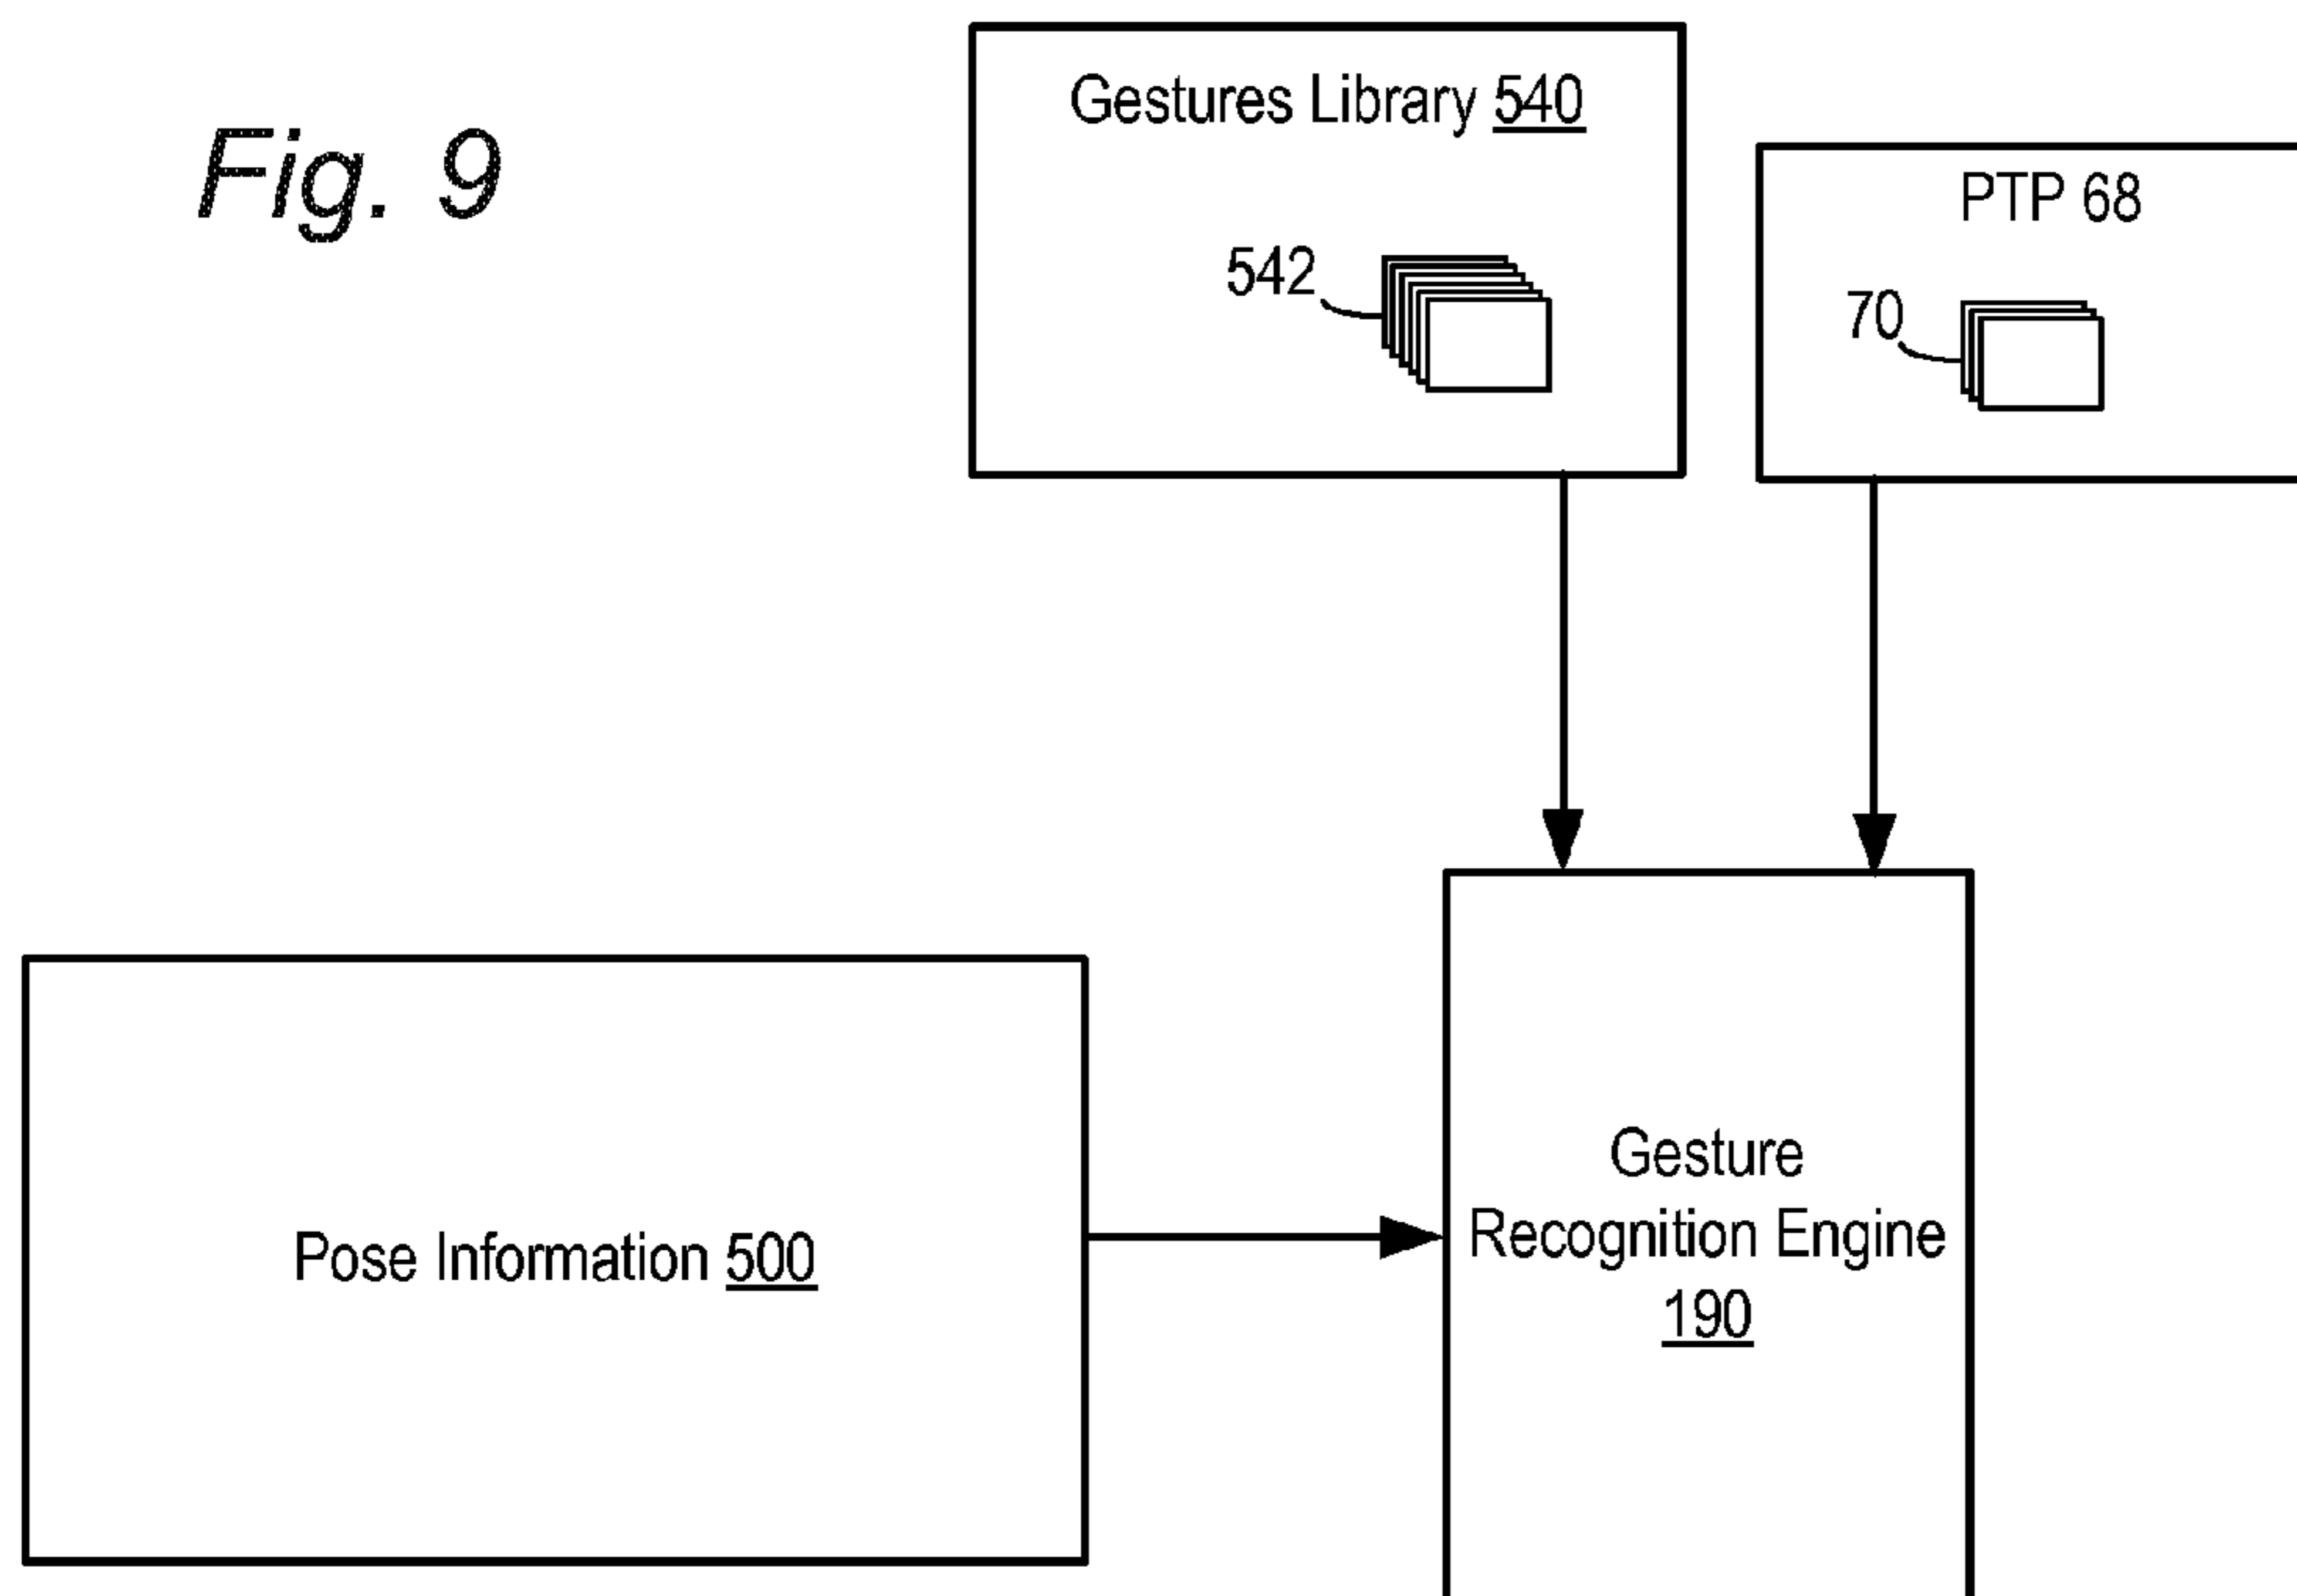 Fig. 9
Gestures Library 540
542
PTP 68
70
Pose Information 500
Gesture
Recognition Engine
190